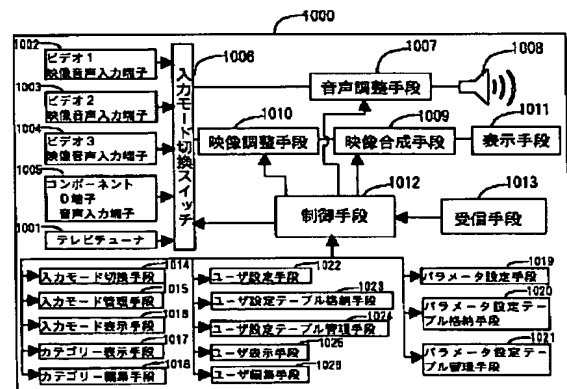 1000
1002
ビデオ1
映像音声入力端子
1003
ビデオ2
映像音声入力端子
1004
ビデオ3
映像音声入力端子
1005
コンポーネント
D端子
音声入力端子
1001
テレビチューナ
1006
入力モード切換スイッチ
1007
音声調整手段
1008
1010
映像調整手段
1009
映像合成手段
1011
表示手段
1012
制御手段
1013
受信手段
1014
入力モード切換手段
1015
入力モード管理手段
1016
入力モード表示手段
1017
カテゴリー表示手段
1018
カテゴリー編集手段
1022
ユーザ設定手段
1023
ユーザ設定テーブル格納手段
1024
ユーザ設定テーブル管理手段
1025
ユーザ表示手段
1026
ユーザ編集手段
1019
パラメータ設定手段
1020
パラメータ設定テー
ブル格納手段
1021
パラメータ設定テー
ブル管理手段